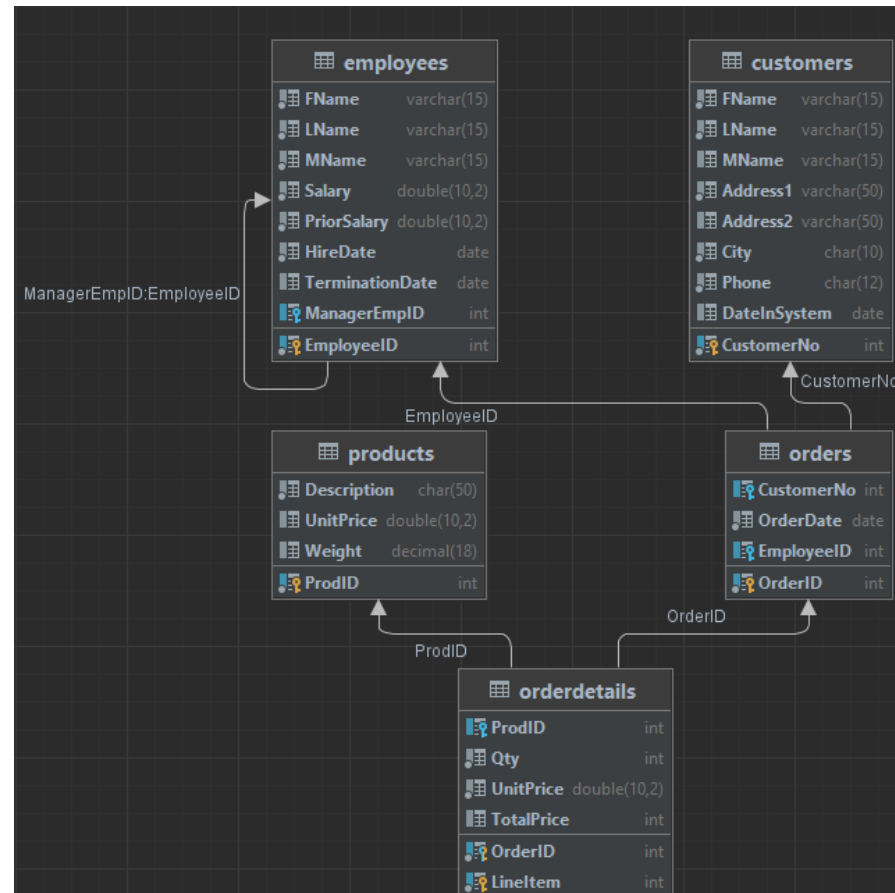 employees
FName varchar(15)
LName varchar(15)
MName varchar(15)
Salary double(10,2)
PriorSalary double(10,2)
HireDate date
TerminationDate date
ManagerEmpID int
EmployeeID int
customers
FName varchar(15)
LName varchar(15)
MName varchar(15)
Address1 varchar(50)
Address2 varchar(50)
City char(10)
Phone char(12)
DateInSystem date
CustomerNo int
ManagerEmpID:EmployeeID
CustomerNo
EmployeeID
products
Description char(50)
UnitPrice double(10,2)
Weight decimal(18)
ProdID int
orders
CustomerNo int
OrderDate date
EmployeeID int
OrderID int
OrderID
ProdID
orderdetails
ProdID int
Qty int
UnitPrice double(10,2)
TotalPrice int
OrderID int
LineItem int